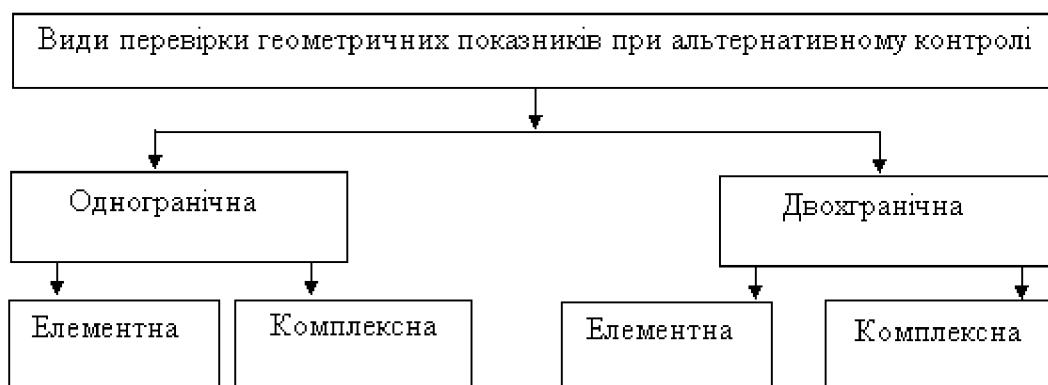 Види перевірки геометричних показників при альтернативному контролі
Одногранічна
Двохгранічна
Елементна
Комплексна
Елементна
Комплексна